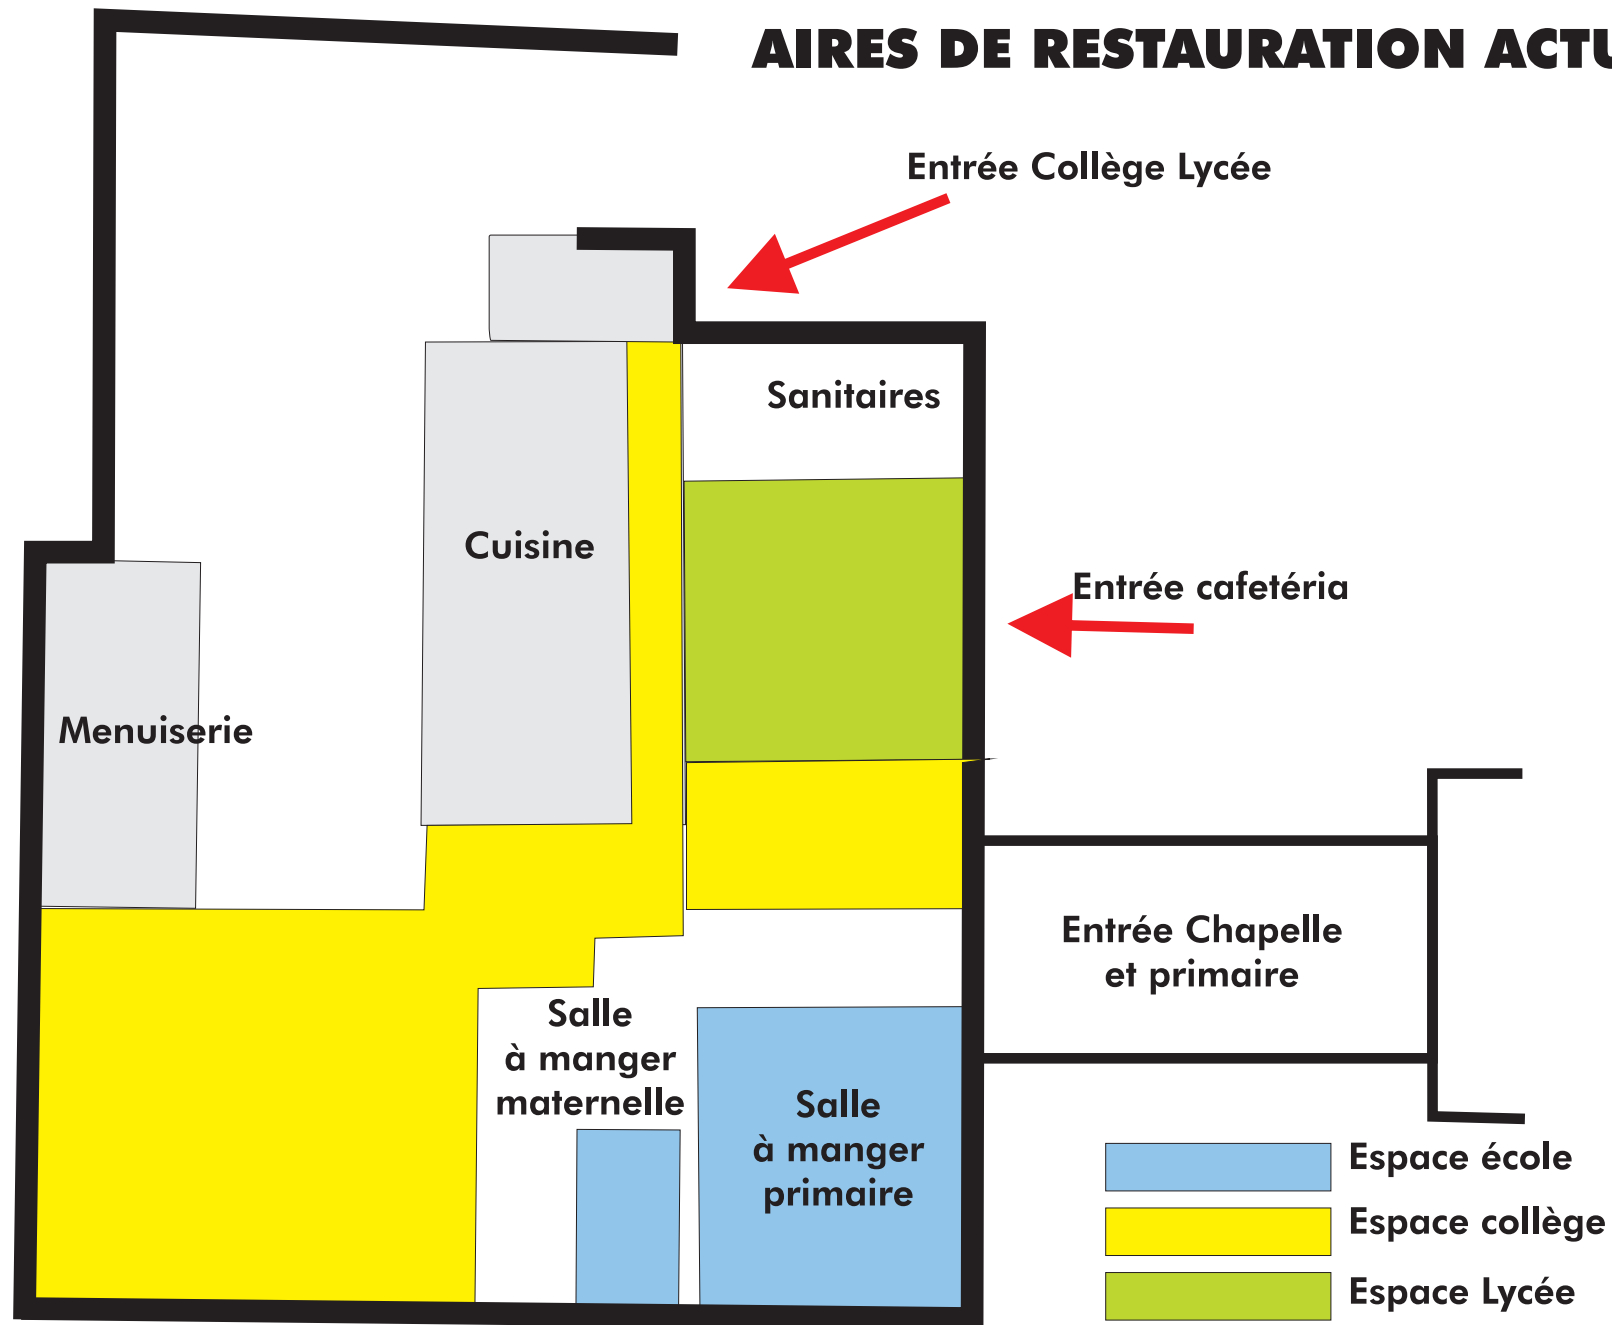 AIRES DE RESTAURATION
Entrée Collège Lycée
Sanitaires
Cuisine
Entrée cafetéria
Menuiserie
Entrée Chapelle
et primaire
Salle
à manger
maternelle
Salle
à manger
primaire
Espace école
Espace collège
Espace Lycée